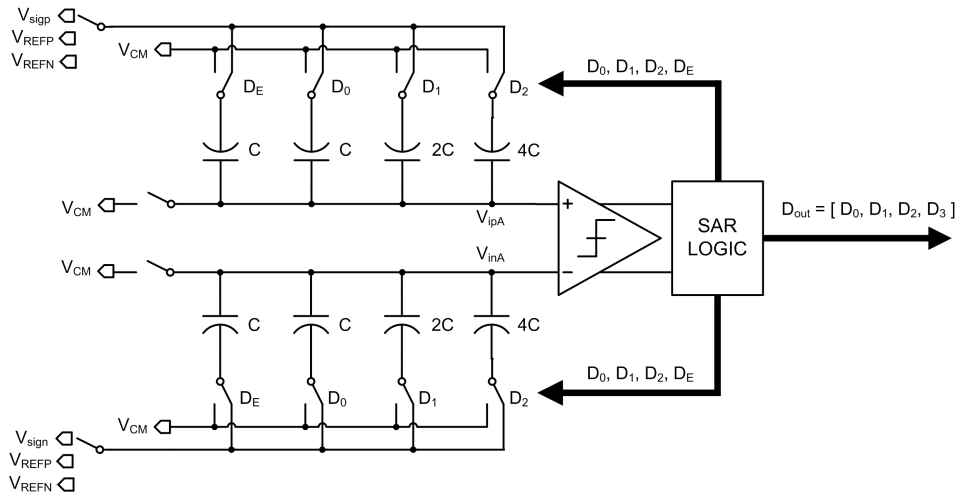 V_sigp
V_REFP
V_REFN
V_CM
D_E D_0 D_1 D_2
D_0, D_1, D_2, D_E
C C 2C 4C
V_CM
V_ipA
+
SAR
LOGIC
D_out = [ D_0, D_1, D_2, D_3 ]
V_CM
V_inA
−
C C 2C 4C
D_0, D_1, D_2, D_E
D_E D_0 D_1 D_2
V_CM
V_sign
V_REFP
V_REFN